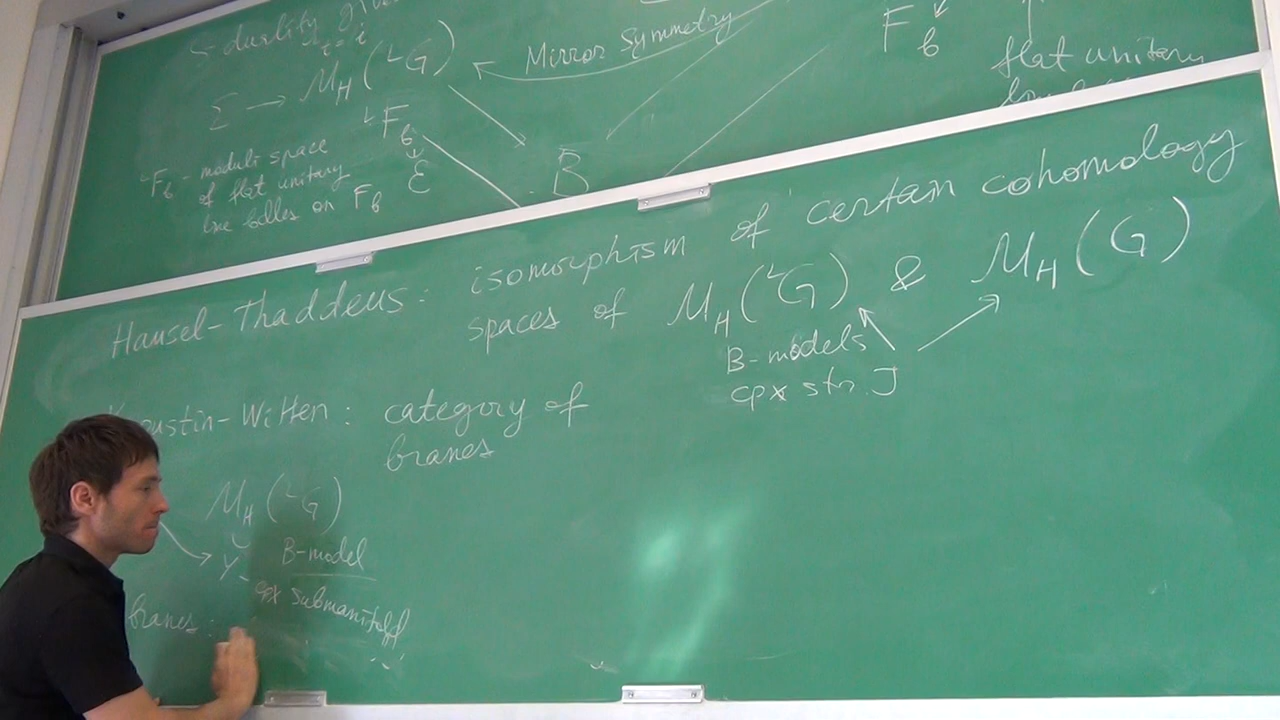 S-duality
τ = i
Σ → M_H(ᴸG)
Mirror Symmetry
F_b
flat unitary
ᴸF_b
ε
ᴸF_b - moduli space
of flat unitary
line bdles on F_b
B
Hausel-Thaddeus: isomorphism of certain cohomology
spaces of M_H(ᴸG) & M_H(G)
B-models
cpx str. J
Kapustin-Witten: category of
branes
M_H(ᴸG)
∪
Y - B-model
cpx submanifold
branes: